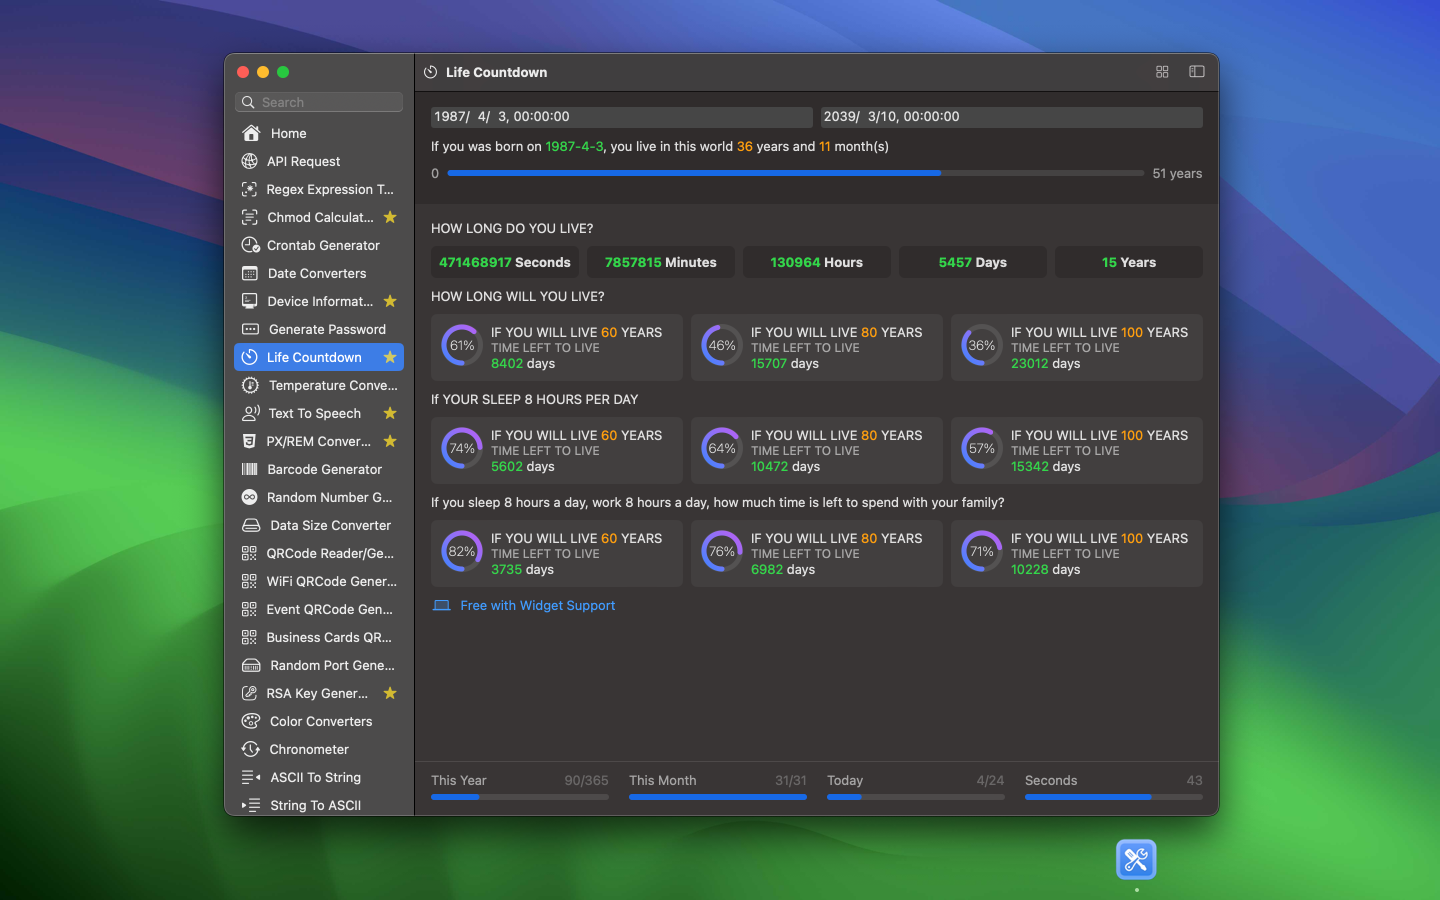 Search
Home
API Request
Regex Expression T...
Chmod Calculat...
Crontab Generator
Date Converters
Device Informat...
Generate Password
Life Countdown
Temperature Conve...
Text To Speech
PX/REM Conver...
Barcode Generator
Random Number G...
Data Size Converter
QRCode Reader/Ge...
WiFi QRCode Gener...
Event QRCode Gen...
Business Cards QR...
Random Port Gene...
RSA Key Gener...
Color Converters
Chronometer
ASCII To String
String To ASCII
Life Countdown
1987/ 4/ 3, 00:00:00
2039/ 3/10, 00:00:00
If you was born on 1987-4-3, you live in this world 36 years and 11 month(s)
0
51 years
HOW LONG DO YOU LIVE?
471468917 Seconds
7857815 Minutes
130964 Hours
5457 Days
15 Years
HOW LONG WILL YOU LIVE?
61%
IF YOU WILL LIVE 60 YEARS
TIME LEFT TO LIVE
8402 days
46%
IF YOU WILL LIVE 80 YEARS
TIME LEFT TO LIVE
15707 days
36%
IF YOU WILL LIVE 100 YEARS
TIME LEFT TO LIVE
23012 days
If YOUR SLEEP 8 HOURS PER DAY
74%
IF YOU WILL LIVE 60 YEARS
TIME LEFT TO LIVE
5602 days
64%
IF YOU WILL LIVE 80 YEARS
TIME LEFT TO LIVE
10472 days
57%
IF YOU WILL LIVE 100 YEARS
TIME LEFT TO LIVE
15342 days
If you sleep 8 hours a day, work 8 hours a day, how much time is left to spend with your family?
82%
IF YOU WILL LIVE 60 YEARS
TIME LEFT TO LIVE
3735 days
76%
IF YOU WILL LIVE 80 YEARS
TIME LEFT TO LIVE
6982 days
71%
IF YOU WILL LIVE 100 YEARS
TIME LEFT TO LIVE
10228 days
Free with Widget Support
This Year
90/365
This Month
31/31
Today
4/24
Seconds
43